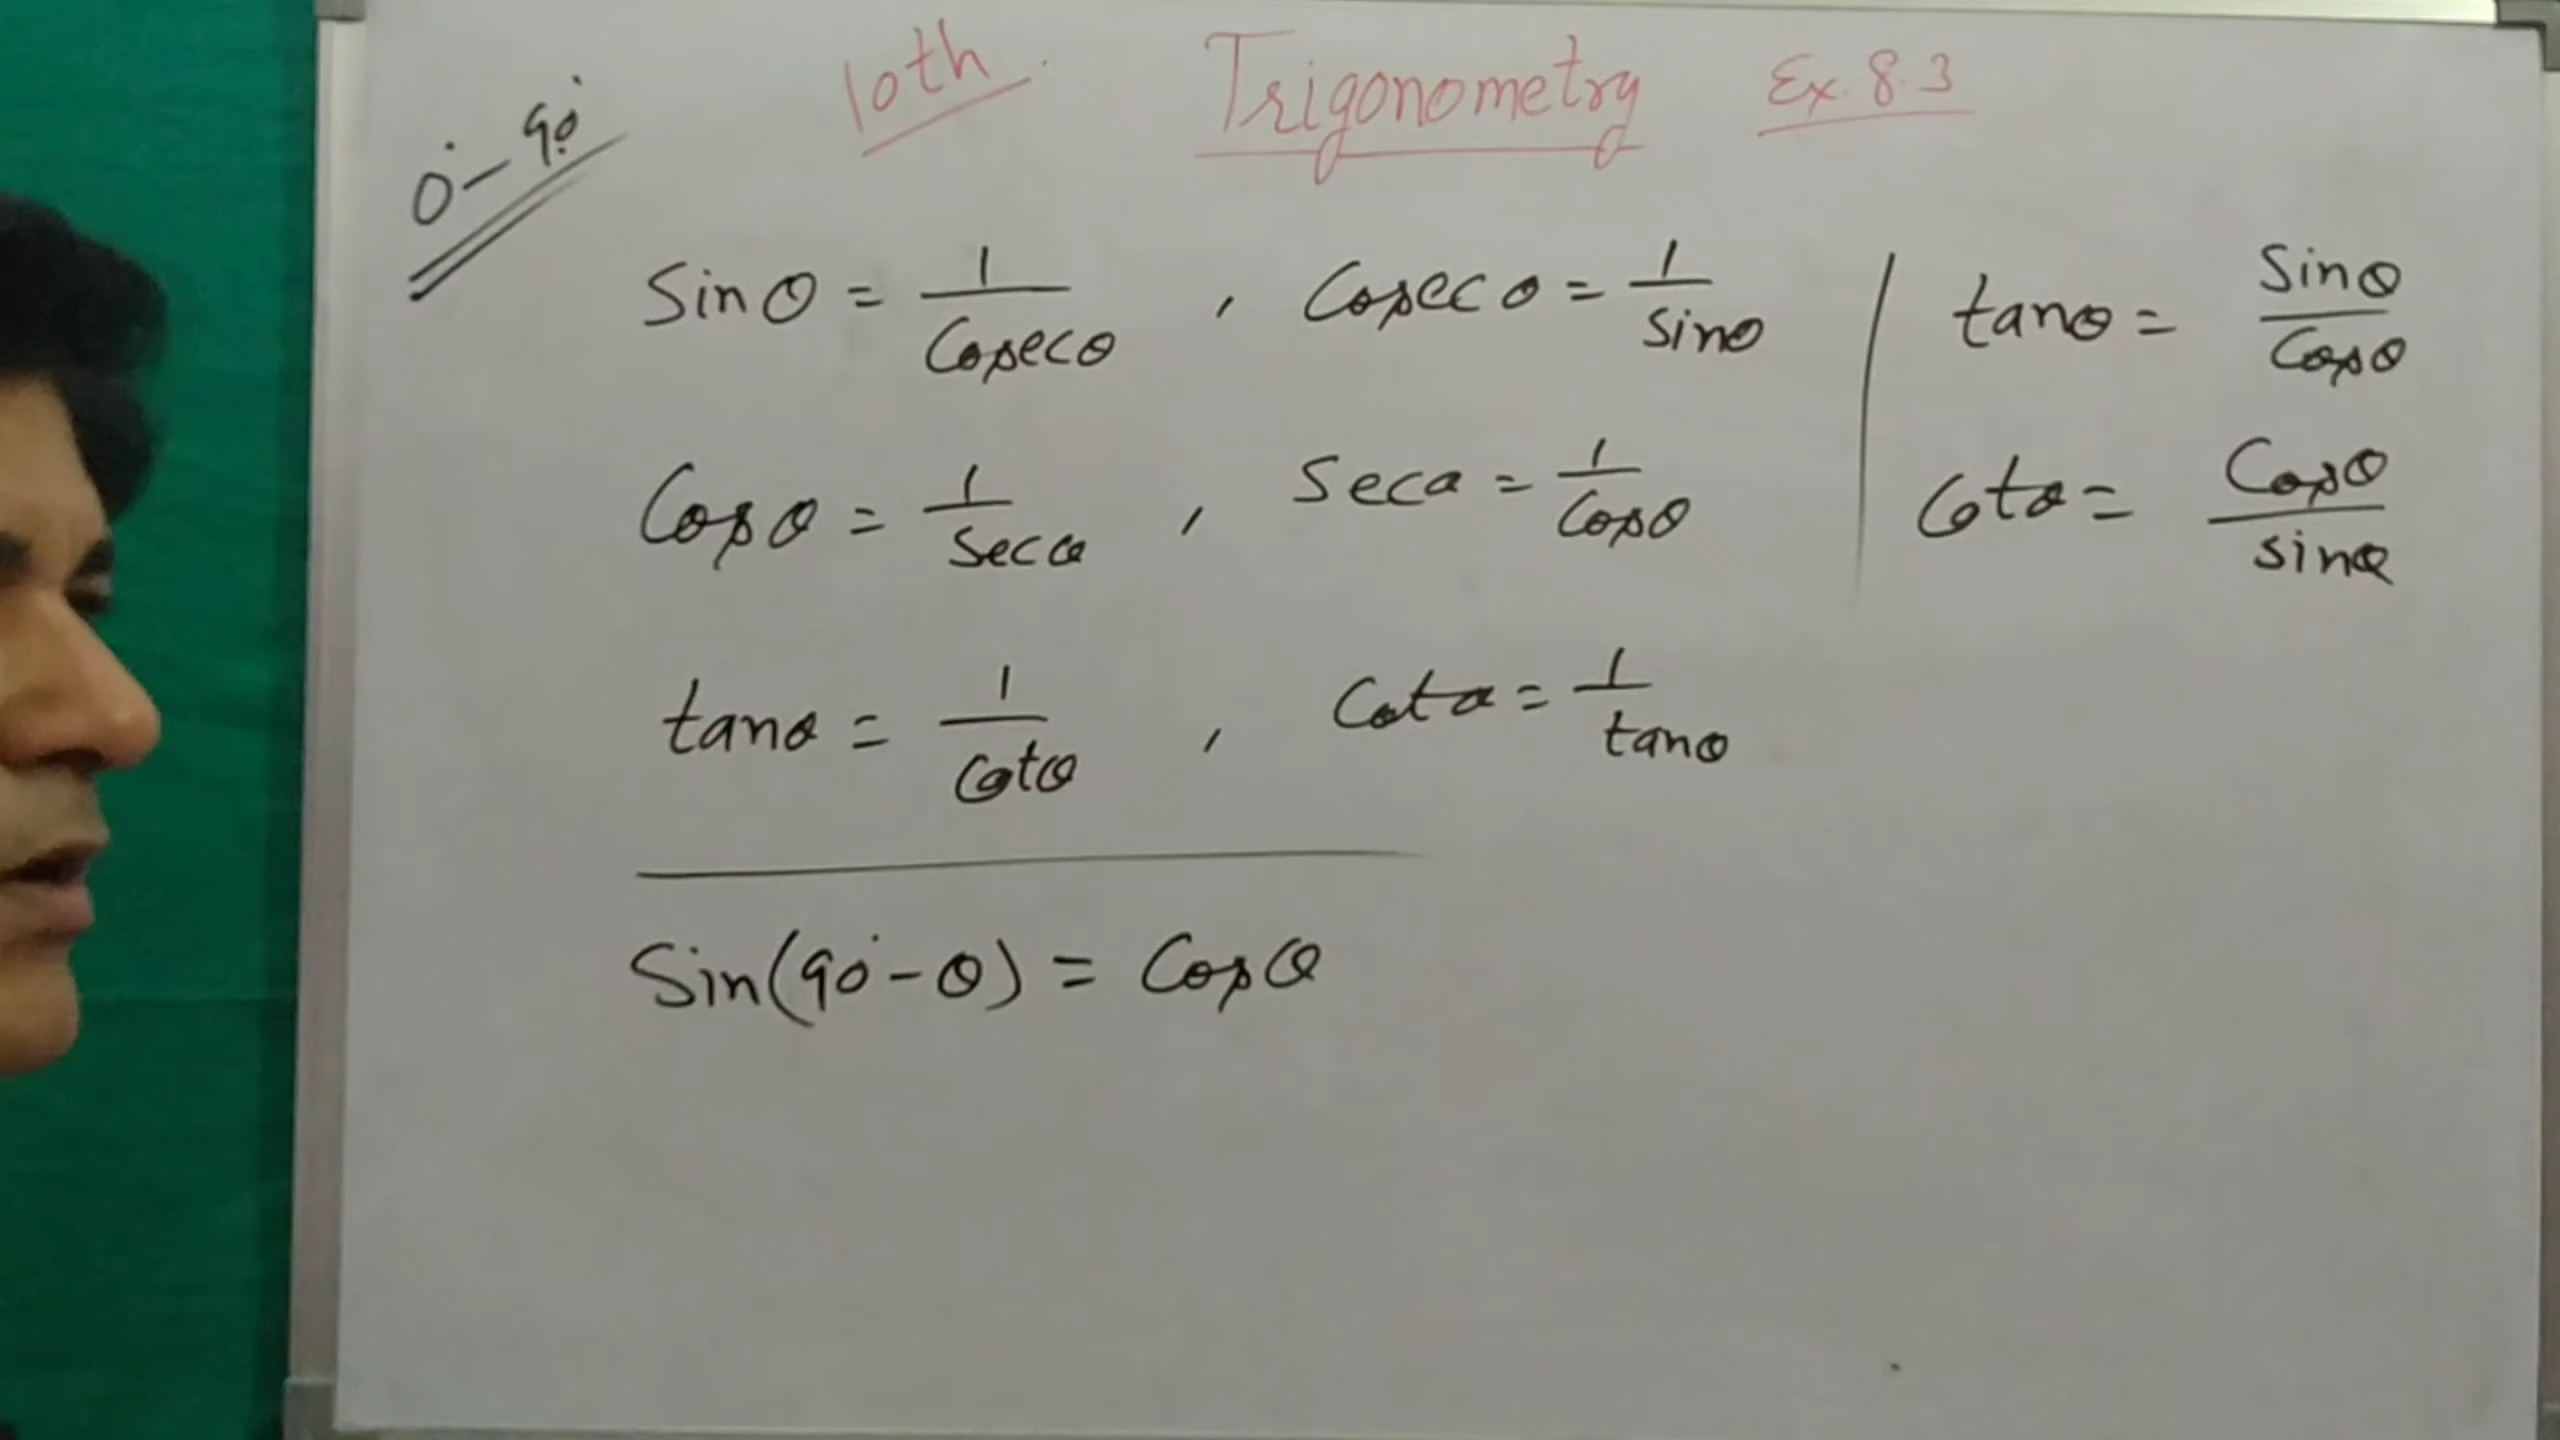 10th. Trigonometry Ex. 8.3
0° - 90°
Sinθ = 1/Cosecθ , Cosecθ = 1/sinθ | tanθ = Sinθ/Cosθ
Cosθ = 1/Secθ , Secθ = 1/Cosθ | Cotθ = Cosθ/sinθ
tanθ = 1/Cotθ , Cotθ = 1/tanθ
Sin(90° - θ) = Cosθ